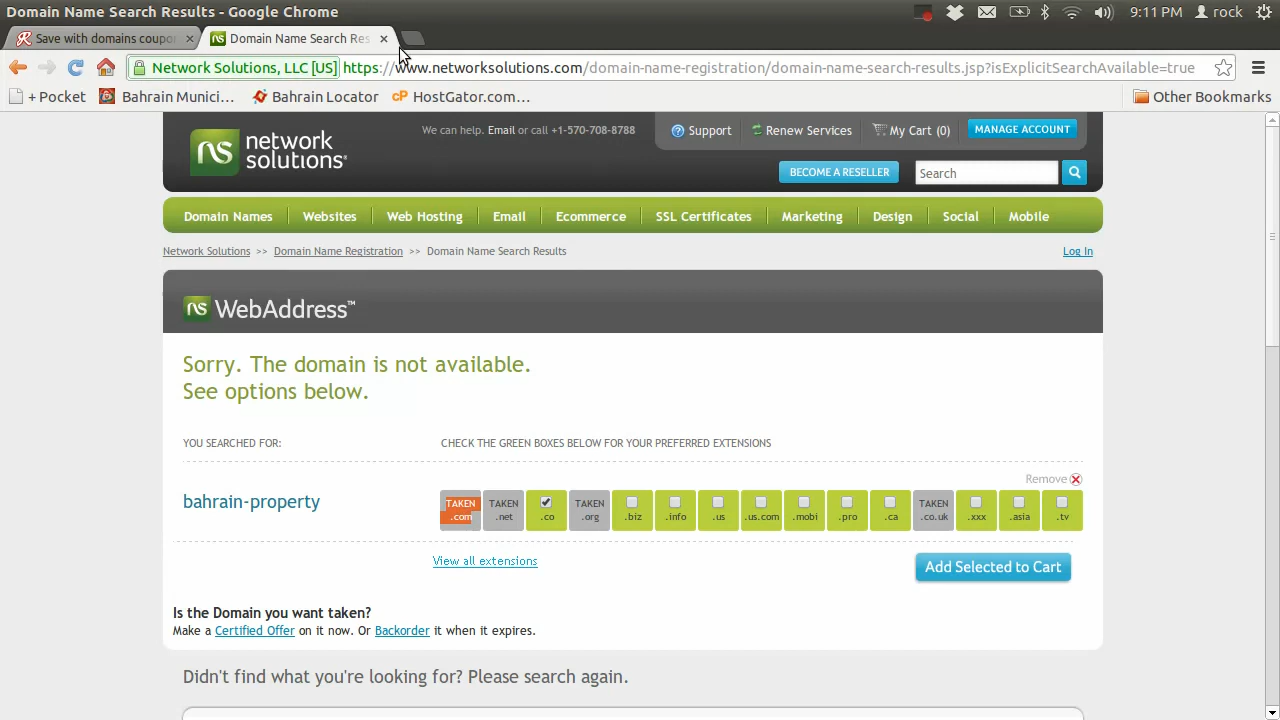 Domain Name Search Results - Google Chrome
9:11 PM rock
Save with domains coupo
Domain Name Search Res
Network Solutions, LLC [US] https://www.networksolutions.com/domain-name-registration/domain-name-search-results.jsp?isExplicitSearchAvailable=true
+ Pocket Bahrain Munici... Bahrain Locator cP HostGator.com... Other Bookmarks
We can help. Email or call +1-570-708-8788 Support Renew Services My Cart (0) MANAGE ACCOUNT
ns network
solutions®
BECOME A RESELLER Search
Domain Names Websites Web Hosting Email Ecommerce SSL Certificates Marketing Design Social Mobile
Network Solutions >> Domain Name Registration >> Domain Name Search Results Log In
ns WebAddress™
Sorry. The domain is not available.
See options below.
YOU SEARCHED FOR: CHECK THE GREEN BOXES BELOW FOR YOUR PREFERRED EXTENSIONS
Remove
bahrain-property
TAKEN TAKEN TAKEN TAKEN
.com .net .co .org .biz .info .us .us.com .mobi .pro .ca .co.uk .xxx .asia .tv
View all extensions Add Selected to Cart
Is the Domain you want taken?
Make a Certified Offer on it now. Or Backorder it when it expires.
Didn't find what you're looking for? Please search again.